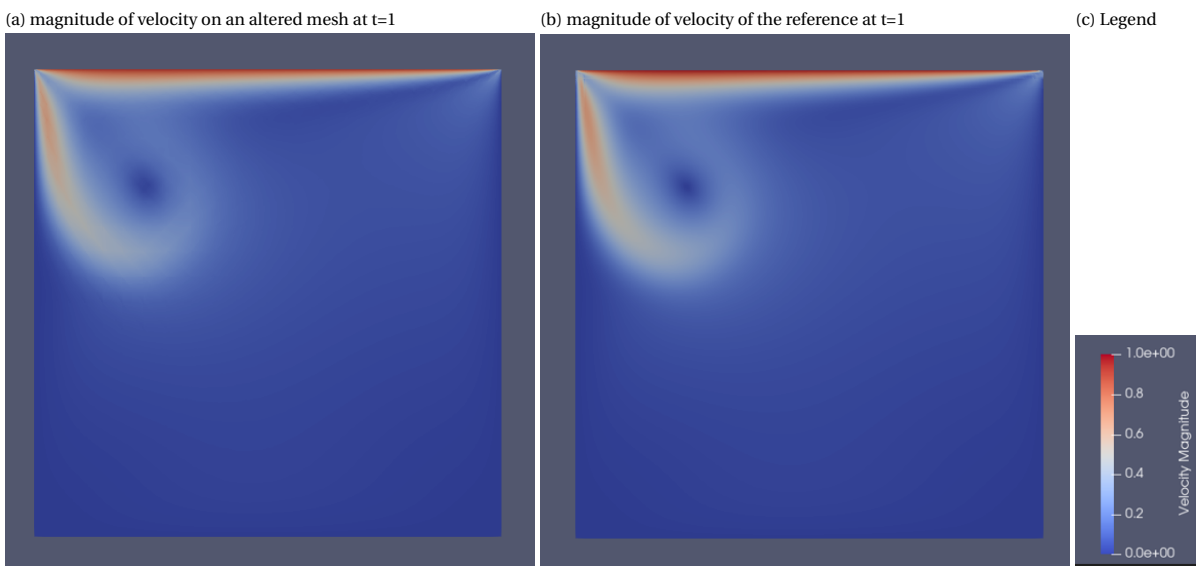 (a) magnitude of velocity on an altered mesh at t=1
(b) magnitude of velocity of the reference at t=1
(c) Legend
1.0e+00
0.8
0.6
0.4
0.2
0.0e+00
Velocity Magnitude